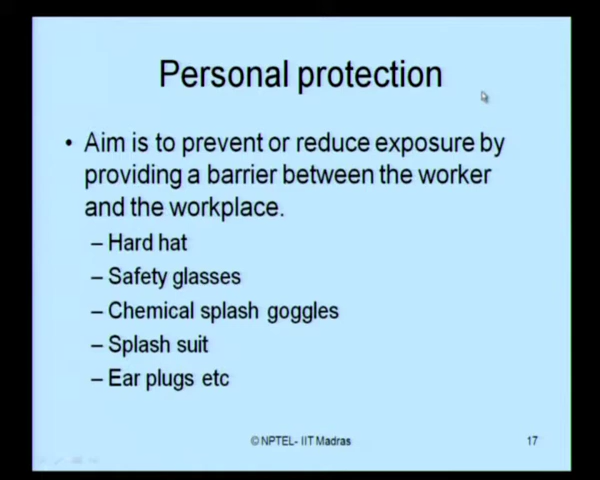 Personal protection
• Aim is to prevent or reduce exposure by
providing a barrier between the worker
and the workplace.
– Hard hat
– Safety glasses
– Chemical splash goggles
– Splash suit
– Ear plugs etc
© NPTEL- IIT Madras
17